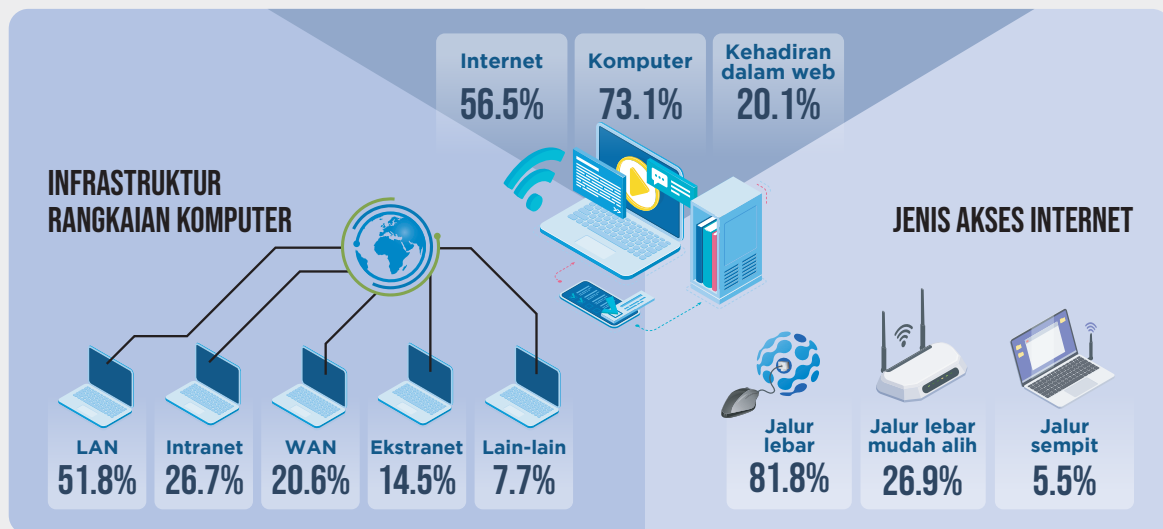 Internet
56.5%
Komputer
73.1%
Kehadiran
dalam web
20.1%
INFRASTRUKTUR
RANGKAIAN KOMPUTER
LAN
51.8%
Intranet
26.7%
WAN
20.6%
Ekstranet
14.5%
Lain-lain
7.7%
JENIS AKSES INTERNET
Jalur
lebar
81.8%
Jalur lebar
mudah alih
26.9%
Jalur
sempit
5.5%